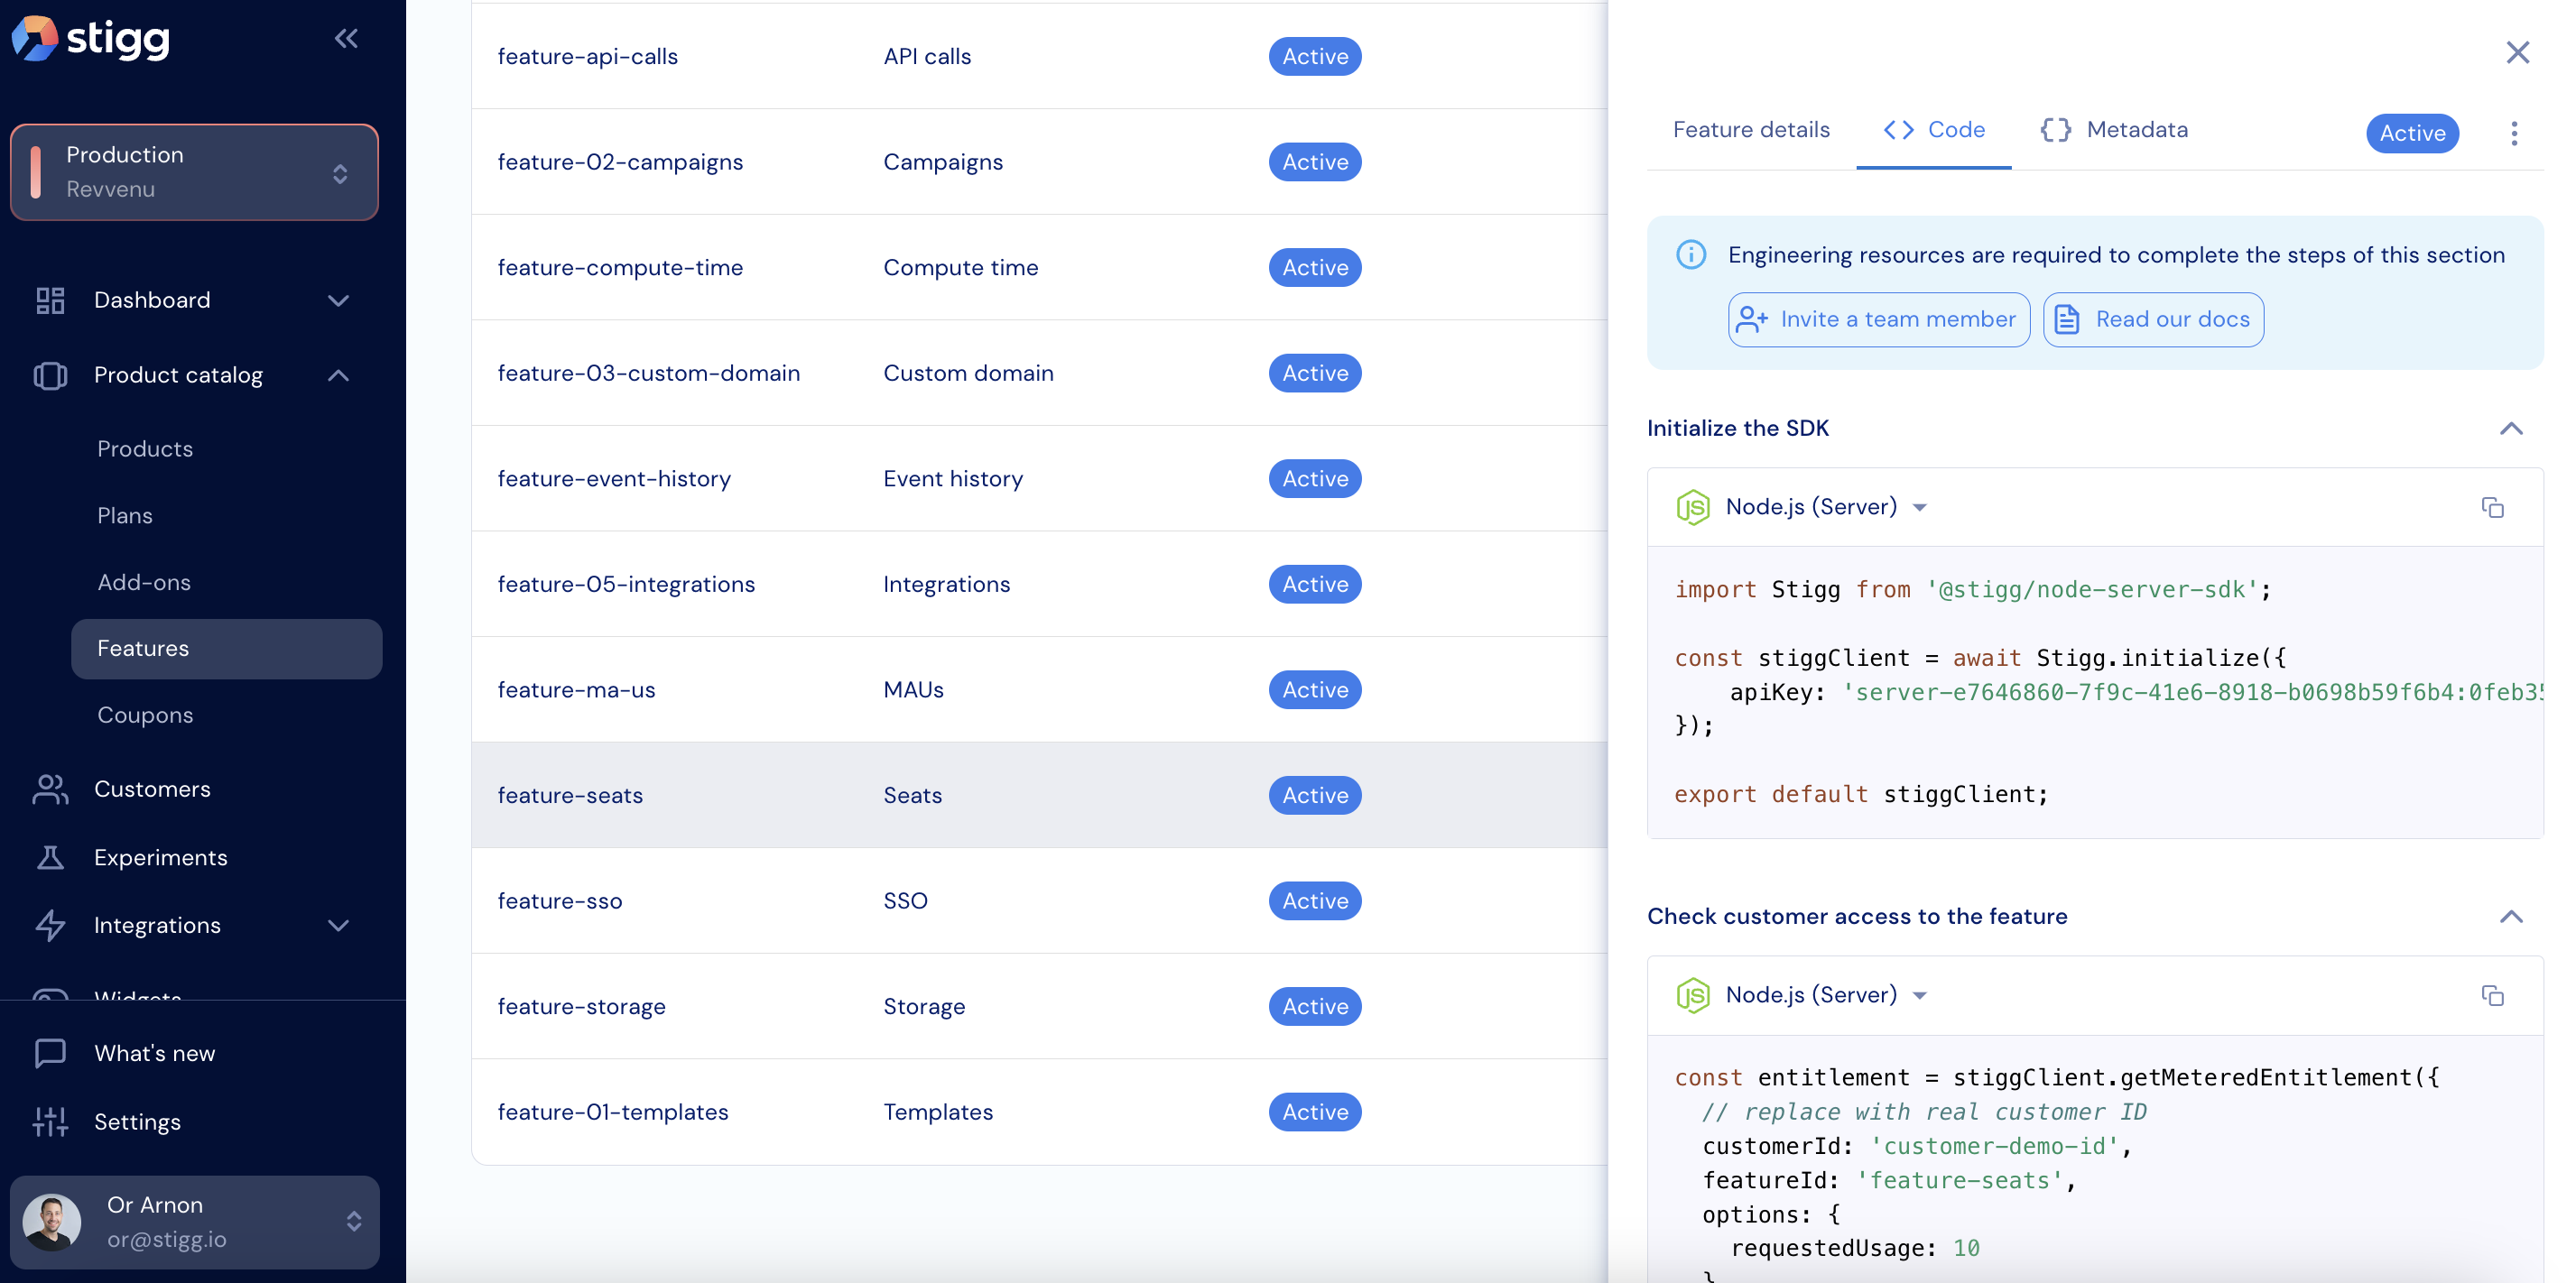 stigg
Production
Revvenu
Dashboard
Product catalog
Products
Plans
Add-ons
Features
Coupons
Customers
Experiments
Integrations
Widgets
What's new
Settings
Or Arnon
or@stigg.io
feature-api-calls API calls Active
feature-02-campaigns Campaigns Active
feature-compute-time Compute time Active
feature-03-custom-domain Custom domain Active
feature-event-history Event history Active
feature-05-integrations Integrations Active
feature-ma-us MAUs Active
feature-seats Seats Active
feature-sso SSO Active
feature-storage Storage Active
feature-01-templates Templates Active
Feature details Code Metadata Active
Engineering resources are required to complete the steps of this section
Invite a team member Read our docs
Initialize the SDK
JS Node.js (Server)
import Stigg from '@stigg/node-server-sdk';
const stiggClient = await Stigg.initialize({
apiKey: 'server-e7646860-7f9c-41e6-8918-b0698b59f6b4:0feb35
});
export default stiggClient;
Check customer access to the feature
JS Node.js (Server)
const entitlement = stiggClient.getMeteredEntitlement({
// replace with real customer ID
customerId: 'customer-demo-id',
featureId: 'feature-seats',
options: {
requestedUsage: 10
}